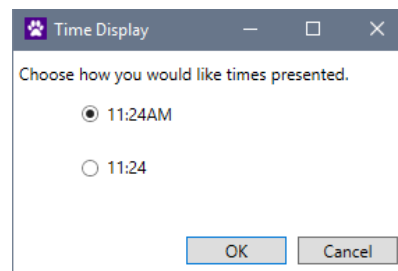 Time Display
Choose how you would like times presented.
11:24AM
11:24
OK Cancel